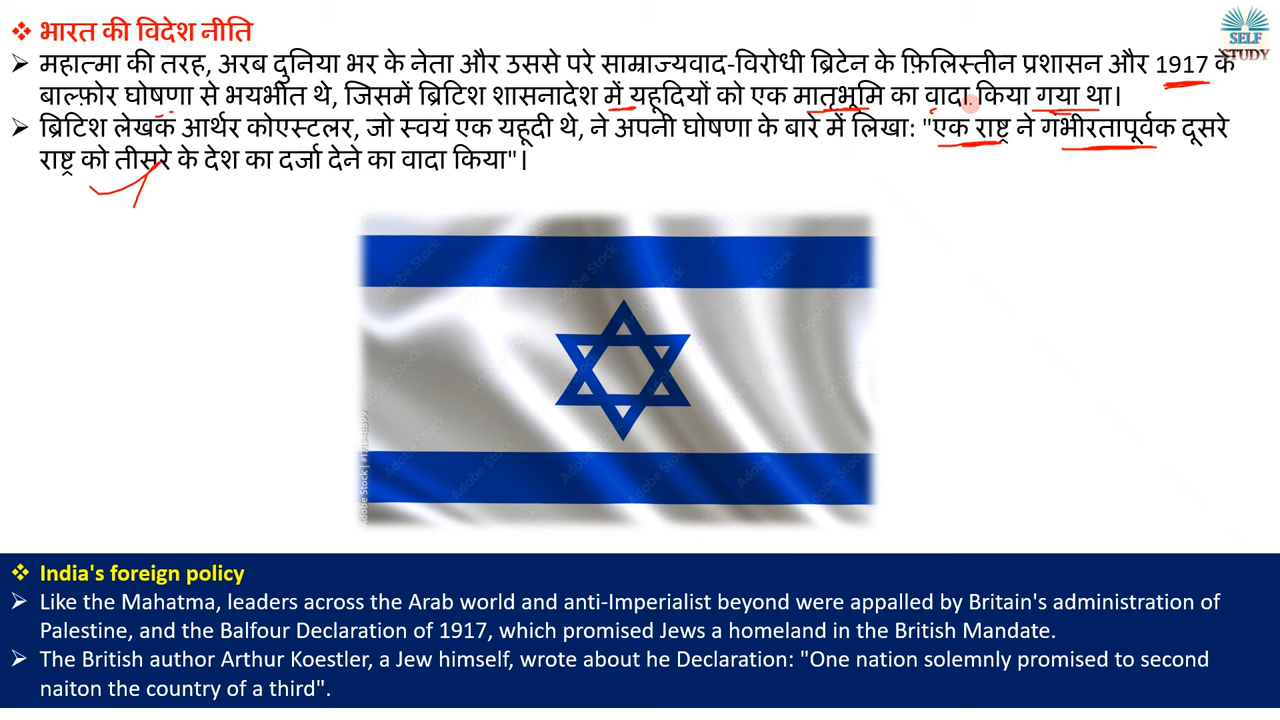 ❖ भारत की विदेश नीति
SELF
STUDY
➢ महात्मा की तरह, अरब दुनिया भर के नेता और उससे परे साम्राज्यवाद-विरोधी ब्रिटेन के फ़िलिस्तीन प्रशासन और 1917 के
बाल्फ़ोर घोषणा से भयभीत थे, जिसमें ब्रिटिश शासनादेश में यहूदियों को एक मातृभूमि का वादा किया गया था।
➢ ब्रिटिश लेखक आर्थर कोएस्टलर, जो स्वयं एक यहूदी थे, ने अपनी घोषणा के बारे में लिखा: "एक राष्ट्र ने गंभीरतापूर्वक दूसरे
राष्ट्र को तीसरे के देश का दर्जा देने का वादा किया"।
Adobe Stock
❖ India's foreign policy
➢ Like the Mahatma, leaders across the Arab world and anti-Imperialist beyond were appalled by Britain's administration of
Palestine, and the Balfour Declaration of 1917, which promised Jews a homeland in the British Mandate.
➢ The British author Arthur Koestler, a Jew himself, wrote about he Declaration: "One nation solemnly promised to second
naiton the country of a third".